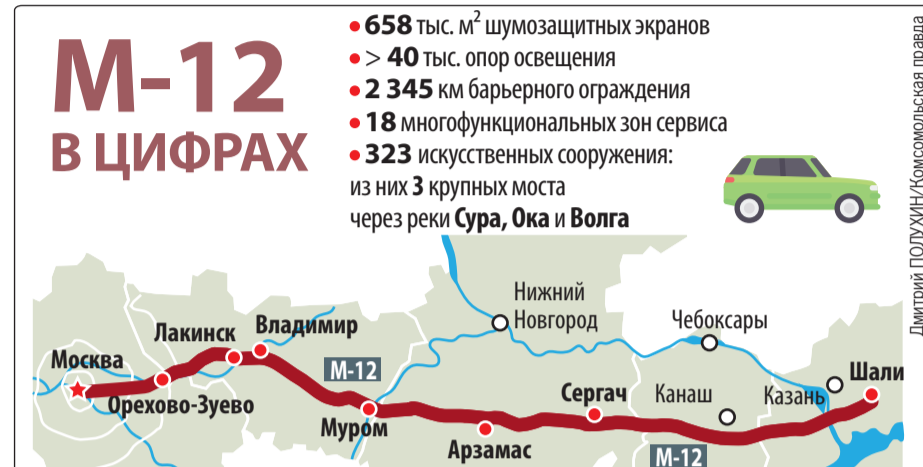 М-12
В ЦИФРАХ
• 658 тыс. м² шумозащитных экранов
• > 40 тыс. опор освещения
• 2 345 км барьерного ограждения
• 18 многофункциональных зон сервиса
• 323 искусственных сооружения:
из них 3 крупных моста
через реки Сура, Ока и Волга
Дмитрий ПОЛУХИН/Комсомольская правда
Москва
Орехово-Зуево
Лакинск
Владимир
М-12
Муром
Нижний
Новгород
Арзамас
Сергач
Чебоксары
Канаш
М-12
Казань
Шали